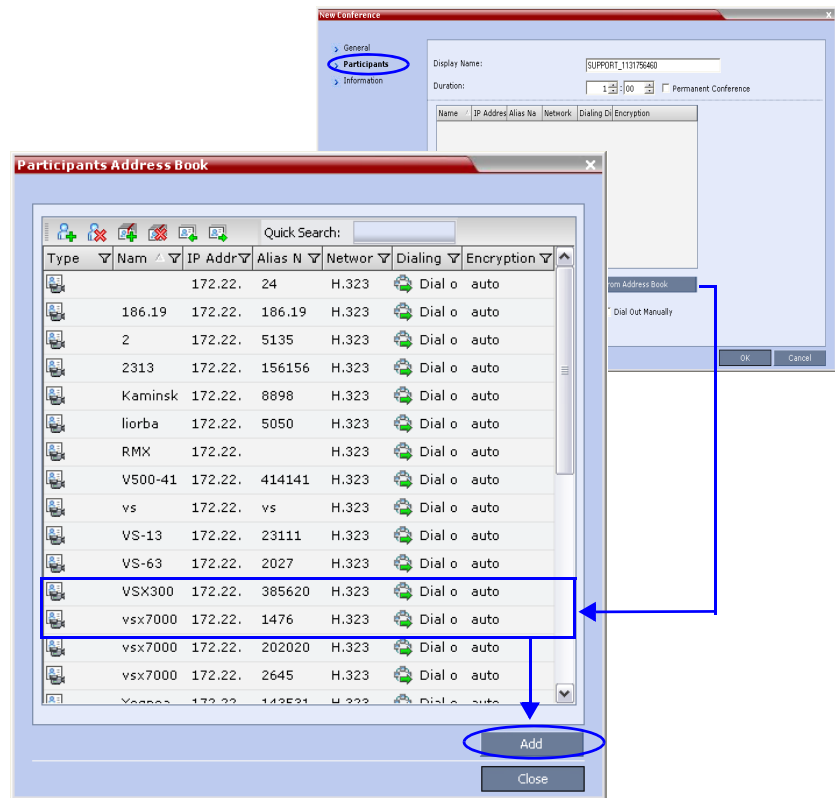 New Conference
General
Participants
Information
Display Name: SUPPORT_1131756460
Duration: 1 : 00 Permanent Conference
Name IP Addres Alias Na Network Dialing Di Encryption
Participants Address Book
Quick Search:
Type Nam IP Addr Alias N Networ Dialing Encryption
172.22. 24 H.323 Dial o auto
186.19 172.22. 186.19 H.323 Dial o auto
2 172.22. 5135 H.323 Dial o auto
2313 172.22. 156156 H.323 Dial o auto
Kaminsk 172.22. 8898 H.323 Dial o auto
liorba 172.22. 5050 H.323 Dial o auto
RMX 172.22. H.323 Dial o auto
V500-41 172.22. 414141 H.323 Dial o auto
vs 172.22. vs H.323 Dial o auto
VS-13 172.22. 23111 H.323 Dial o auto
VS-63 172.22. 2027 H.323 Dial o auto
VSX300 172.22. 385620 H.323 Dial o auto
vsx7000 172.22. 1476 H.323 Dial o auto
vsx7000 172.22. 202020 H.323 Dial o auto
vsx7000 172.22. 2645 H.323 Dial o auto
172.22. 143531 H.323 Dial o auto
rom Address Book
Dial Out Manually
OK Cancel
Add
Close